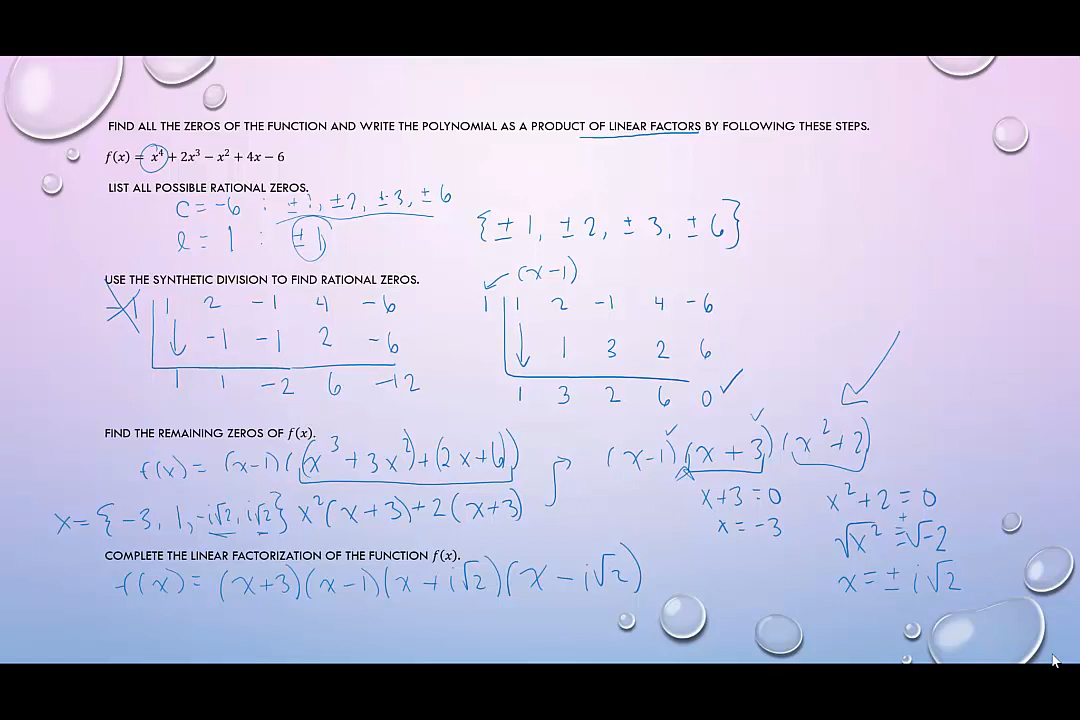 FIND ALL THE ZEROS OF THE FUNCTION AND WRITE THE POLYNOMIAL AS A PRODUCT OF LINEAR FACTORS BY FOLLOWING THESE STEPS.
f(x) = x⁴ + 2x³ − x² + 4x − 6
LIST ALL POSSIBLE RATIONAL ZEROS.
c = -6 : ±1, ±2, ±3, ±6
l = 1 : ±1
{±1, ±2, ±3, ±6}
USE THE SYNTHETIC DIVISION TO FIND RATIONAL ZEROS.
-1 | 1 2 -1 4 -6
-1 -1 2 -6
1 1 -2 6 -12
(x-1)
1 | 1 2 -1 4 -6
1 3 2 6
1 3 2 6 0 ✓
FIND THE REMAINING ZEROS OF f(x).
f(x) = (x-1)((x³ + 3x²)+(2x+6))
x²(x+3)+2(x+3)
x = {-3, 1, -i√2, i√2}
(x-1)(x+3)(x²+2)
x+3=0
x = -3
x²+2=0
√x² = ±√-2
x = ± i√2
COMPLETE THE LINEAR FACTORIZATION OF THE FUNCTION f(x).
f(x) = (x+3)(x-1)(x+i√2)(x-i√2)